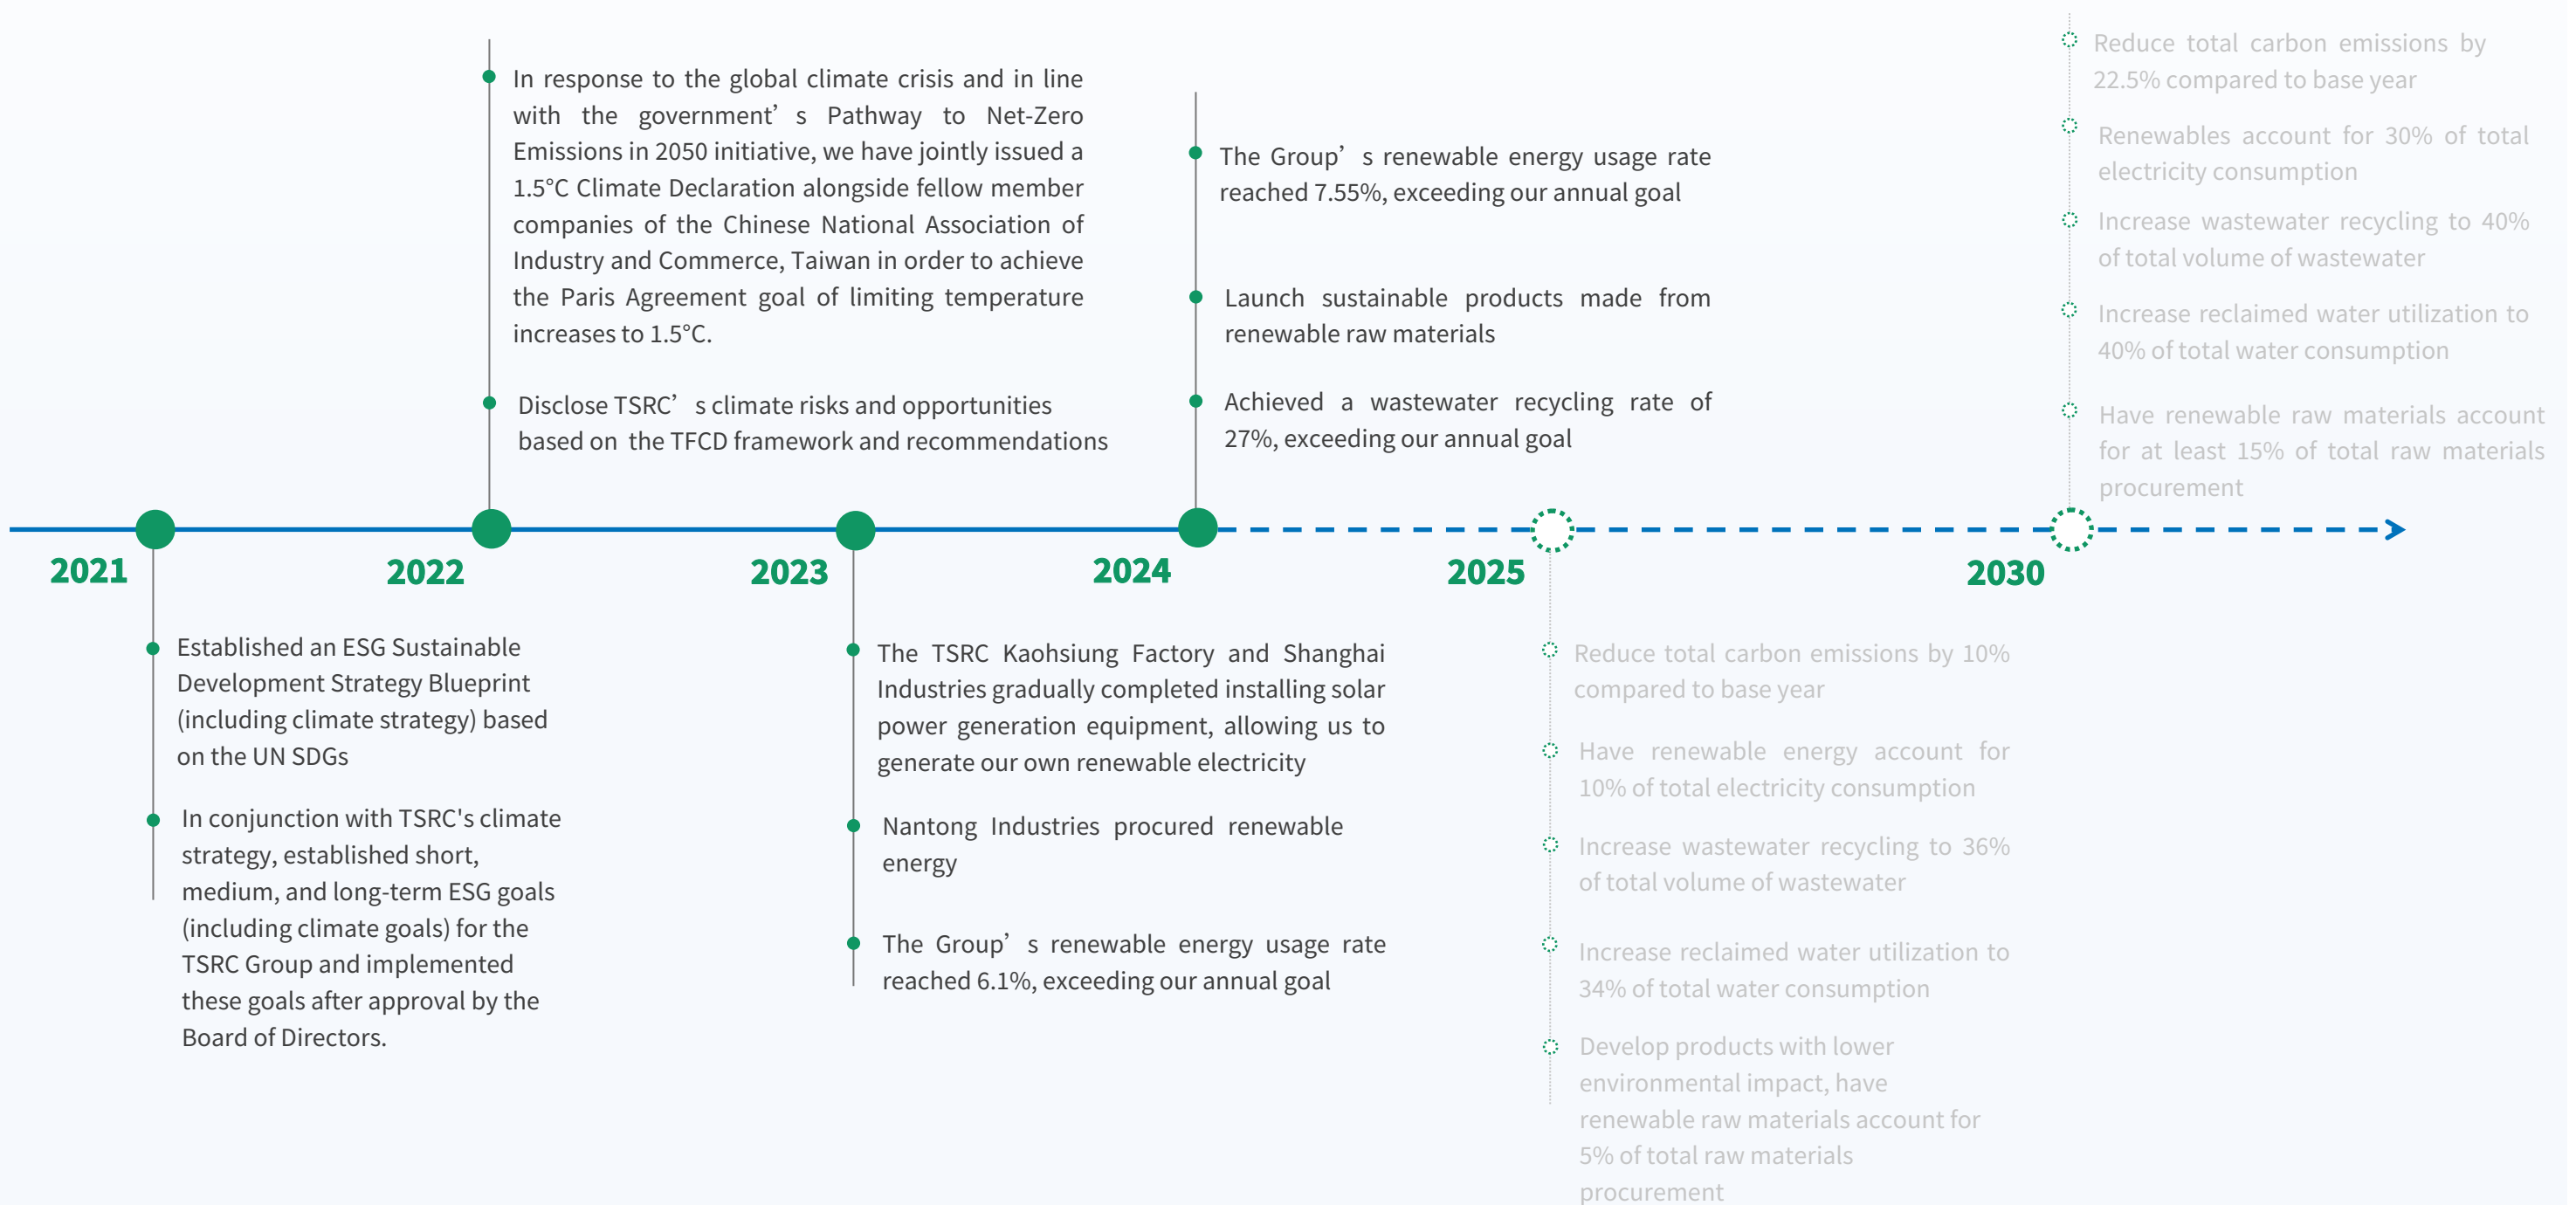 In response to the global climate crisis and in line
with the government’s Pathway to Net-Zero
Emissions in 2050 initiative, we have jointly issued a
1.5°C Climate Declaration alongside fellow member
companies of the Chinese National Association of
Industry and Commerce, Taiwan in order to achieve
the Paris Agreement goal of limiting temperature
increases to 1.5°C.
Disclose TSRC’s climate risks and opportunities
based on the TFCD framework and recommendations
The Group’s renewable energy usage rate
reached 7.55%, exceeding our annual goal
Launch sustainable products made from
renewable raw materials
Achieved a wastewater recycling rate of
27%, exceeding our annual goal
Reduce total carbon emissions by
22.5% compared to base year
Renewables account for 30% of total
electricity consumption
Increase wastewater recycling to 40%
of total volume of wastewater
Increase reclaimed water utilization to
40% of total water consumption
Have renewable raw materials account
for at least 15% of total raw materials
procurement
2021
2022
2023
2024
2025
2030
Established an ESG Sustainable
Development Strategy Blueprint
(including climate strategy) based
on the UN SDGs
In conjunction with TSRC's climate
strategy, established short,
medium, and long-term ESG goals
(including climate goals) for the
TSRC Group and implemented
these goals after approval by the
Board of Directors.
The TSRC Kaohsiung Factory and Shanghai
Industries gradually completed installing solar
power generation equipment, allowing us to
generate our own renewable electricity
Nantong Industries procured renewable
energy
The Group’s renewable energy usage rate
reached 6.1%, exceeding our annual goal
Reduce total carbon emissions by 10%
compared to base year
Have renewable energy account for
10% of total electricity consumption
Increase wastewater recycling to 36%
of total volume of wastewater
Increase reclaimed water utilization to
34% of total water consumption
Develop products with lower
environmental impact, have
renewable raw materials account for
5% of total raw materials
procurement